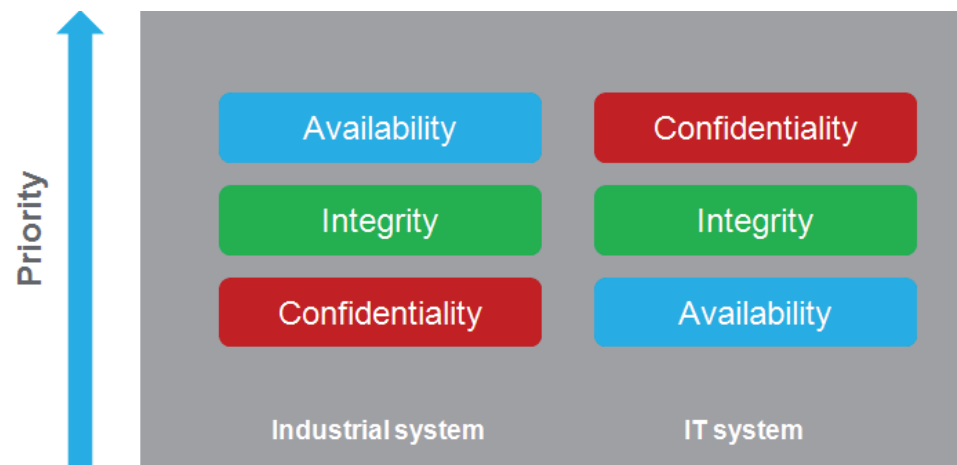 Priority
Availability
Confidentiality
Integrity
Integrity
Confidentiality
Availability
Industrial system
IT system